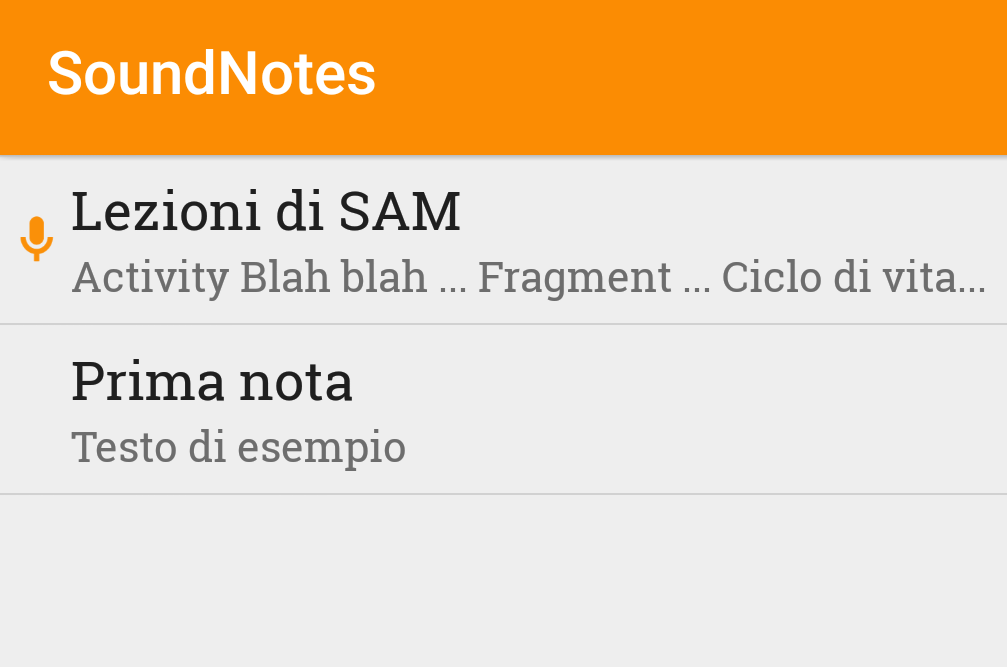 SoundNotes
Lezioni di SAM
Activity Blah blah ... Fragment ... Ciclo di vita...
Prima nota
Testo di esempio